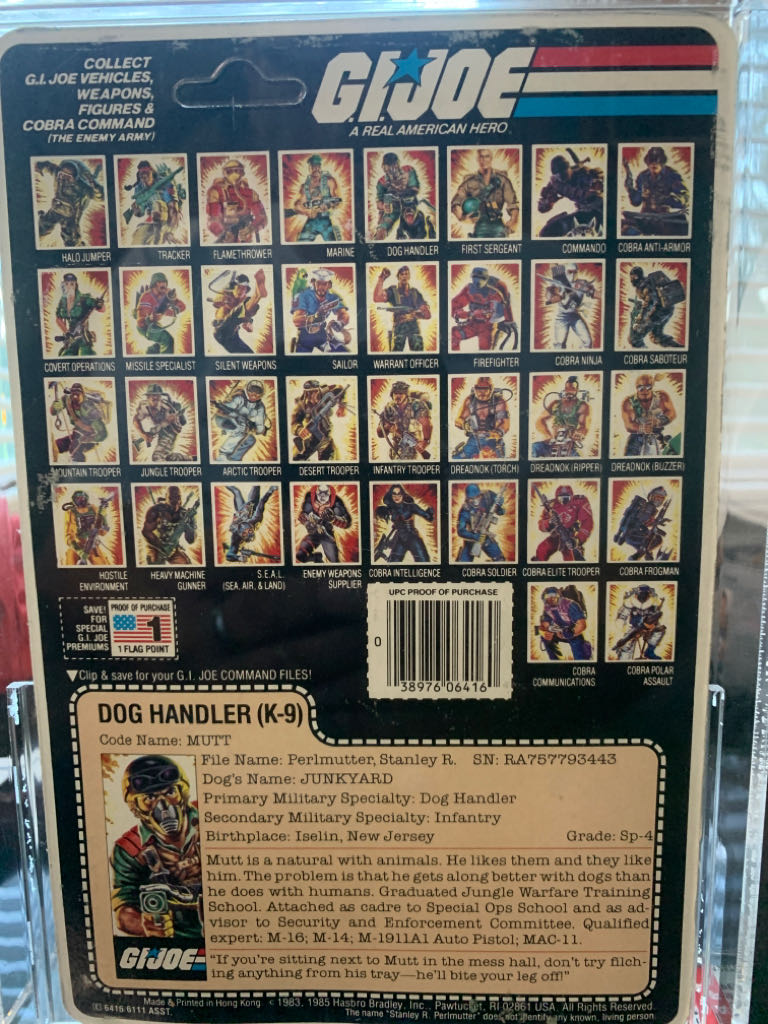 COLLECT
G.I. JOE VEHICLES,
WEAPONS,
FIGURES &
COBRA COMMAND
(THE ENEMY ARMY)
G.I. JOE
A REAL AMERICAN HERO
HALO JUMPER TRACKER FLAMETHROWER MARINE DOG HANDLER FIRST SERGEANT COMMANDO COBRA ANTI-ARMOR
COVERT OPERATIONS MISSILE SPECIALIST SILENT WEAPONS SAILOR WARRANT OFFICER FIREFIGHTER COBRA NINJA COBRA SABOTEUR
MOUNTAIN TROOPER JUNGLE TROOPER ARCTIC TROOPER DESERT TROOPER INFANTRY TROOPER DREADNOK (TORCH) DREADNOK (RIPPER) DREADNOK (BUZZER)
HOSTILE ENVIRONMENT HEAVY MACHINE GUNNER S.E.A.L. (SEA, AIR, & LAND) ENEMY WEAPONS SUPPLIER COBRA INTELLIGENCE COBRA SOLDIER COBRA ELITE TROOPER COBRA FROGMAN
COBRA COMMUNICATIONS COBRA POLAR ASSAULT
SAVE!
FOR
SPECIAL
G.I. JOE
PREMIUMS
PROOF OF PURCHASE
1
1 FLAG POINT
UPC PROOF OF PURCHASE
0
38976 06416
▼Clip & save for your G.I. JOE COMMAND FILES!
DOG HANDLER (K-9)
Code Name: MUTT
File Name: Perlmutter, Stanley R. SN: RA757793443
Dog's Name: JUNKYARD
Primary Military Specialty: Dog Handler
Secondary Military Specialty: Infantry
Birthplace: Iselin, New Jersey Grade: Sp-4
Mutt is a natural with animals. He likes them and they like
him. The problem is that he gets along better with dogs than
he does with humans. Graduated Jungle Warfare Training
School. Attached as cadre to Special Ops School and as ad-
visor to Security and Enforcement Committee. Qualified
expert: M-16; M-14; M-1911A1 Auto Pistol; MAC-11.
G.I. JOE
"If you're sitting next to Mutt in the mess hall, don't try filch-
ing anything from his tray—he'll bite your leg off!"
Made & Printed in Hong Kong © 1983, 1985 Hasbro Bradley, Inc., Pawtucket, RI 02861 USA. All Rights Reserved.
6416/6111 ASST. The name "Stanley R. Perlmutter" does not identify any known, living person.